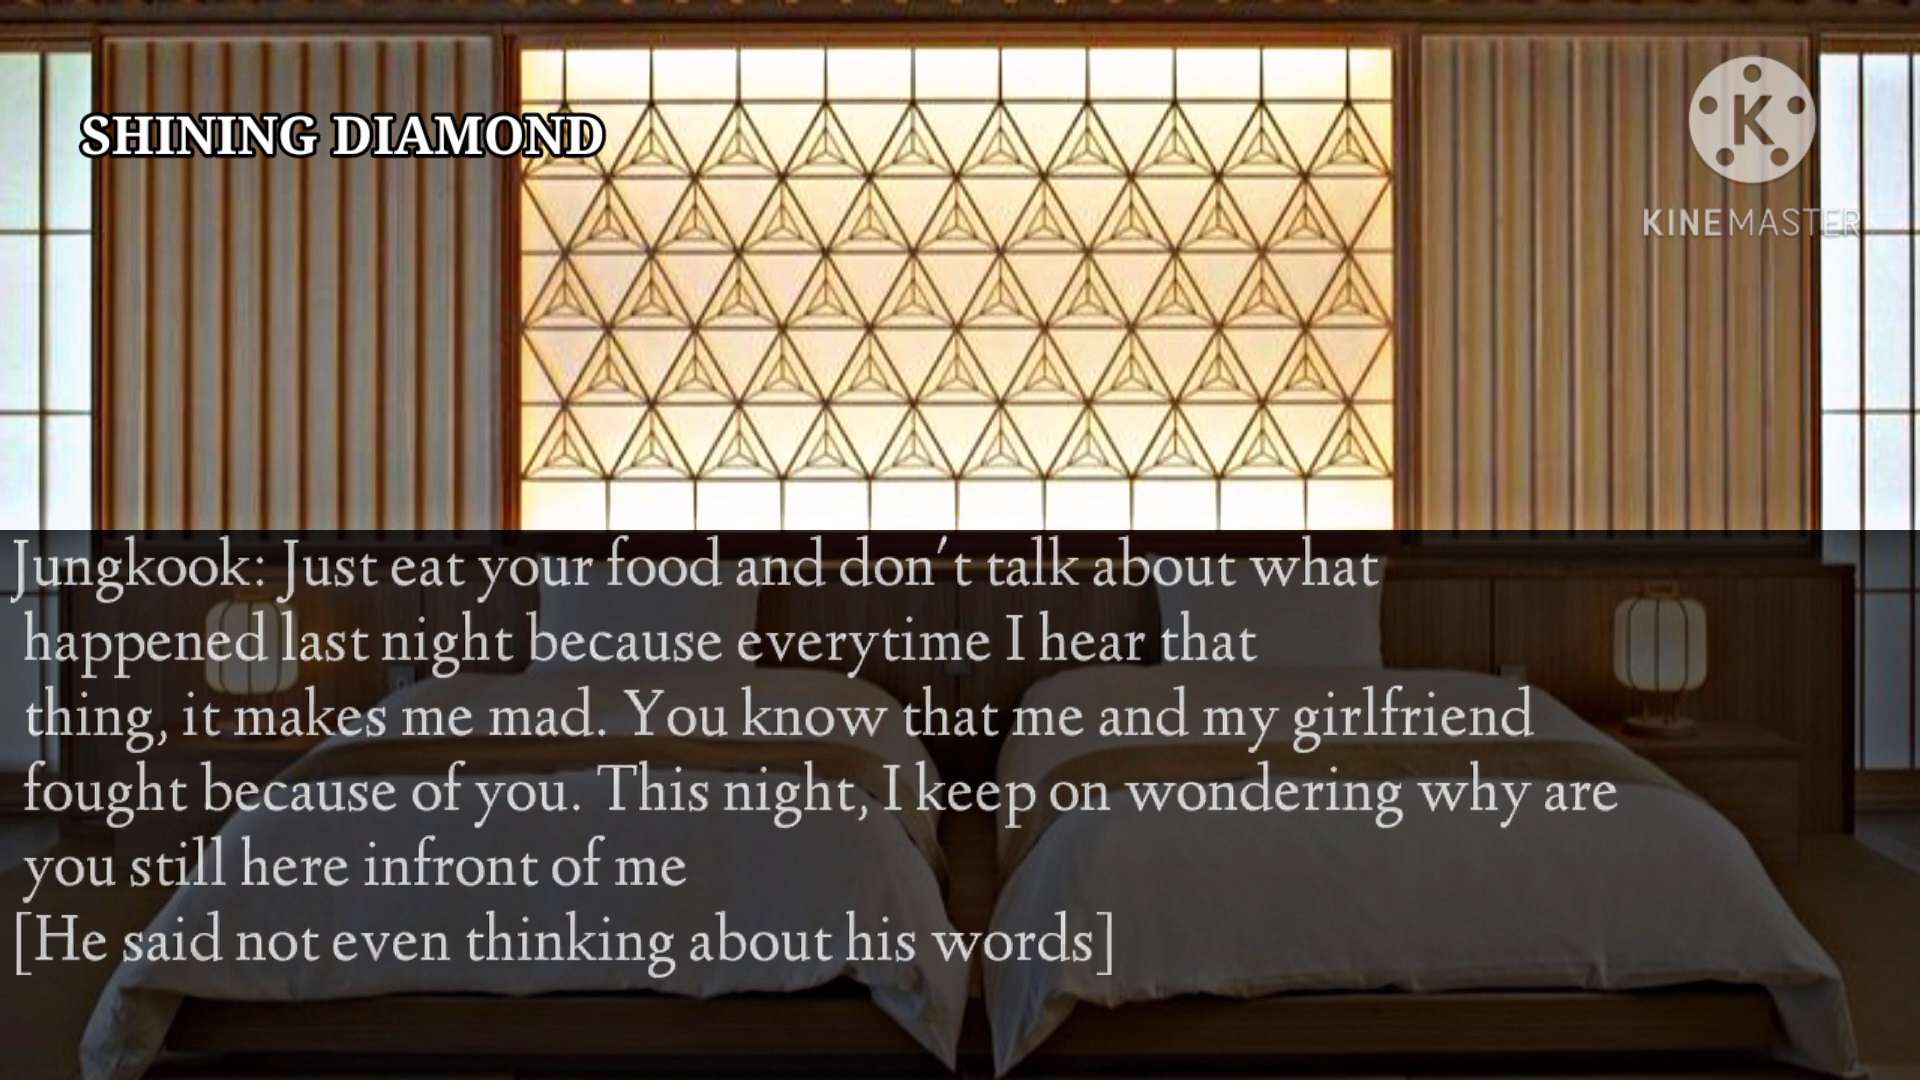 SHINING DIAMOND
K
KINEMASTER
Jungkook: Just eat your food and don't talk about what
happened last night because everytime I hear that
thing, it makes me mad. You know that me and my girlfriend
fought because of you. This night, I keep on wondering why are
you still here infront of me
[He said not even thinking about his words]